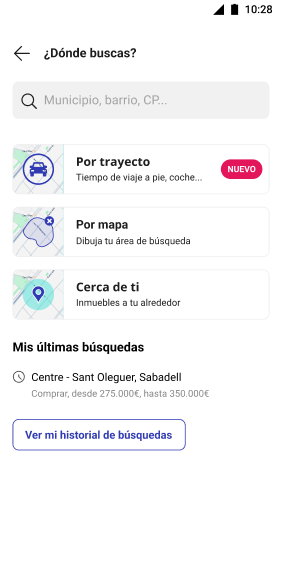 10:28
¿Dónde buscas?
Municipio, barrio, CP...
Por trayecto
Tiempo de viaje a pie, coche...
NUEVO
Por mapa
Dibuja tu área de búsqueda
Cerca de ti
Inmuebles a tu alrededor
Mis últimas búsquedas
Centre - Sant Oleguer, Sabadell
Comprar, desde 275.000€, hasta 350.000€
Ver mi historial de búsquedas